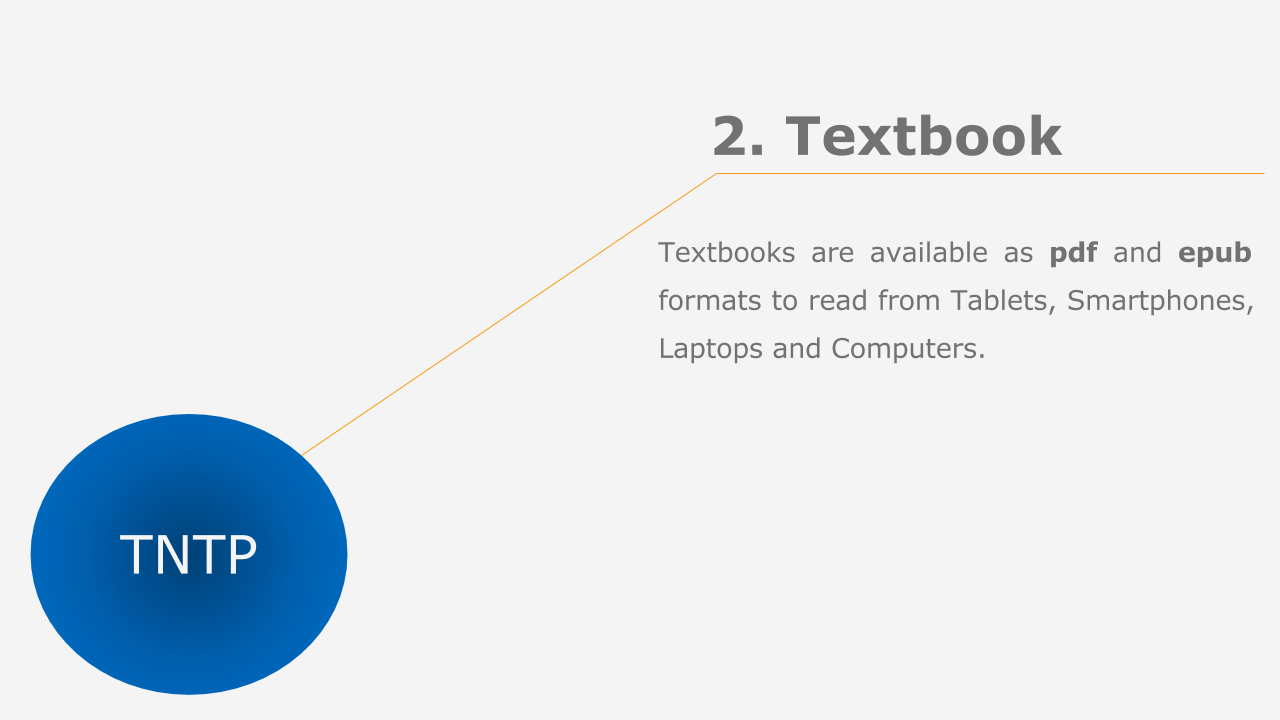 2. Textbook
Textbooks are available as pdf and epub
formats to read from Tablets, Smartphones,
Laptops and Computers.
TNTP